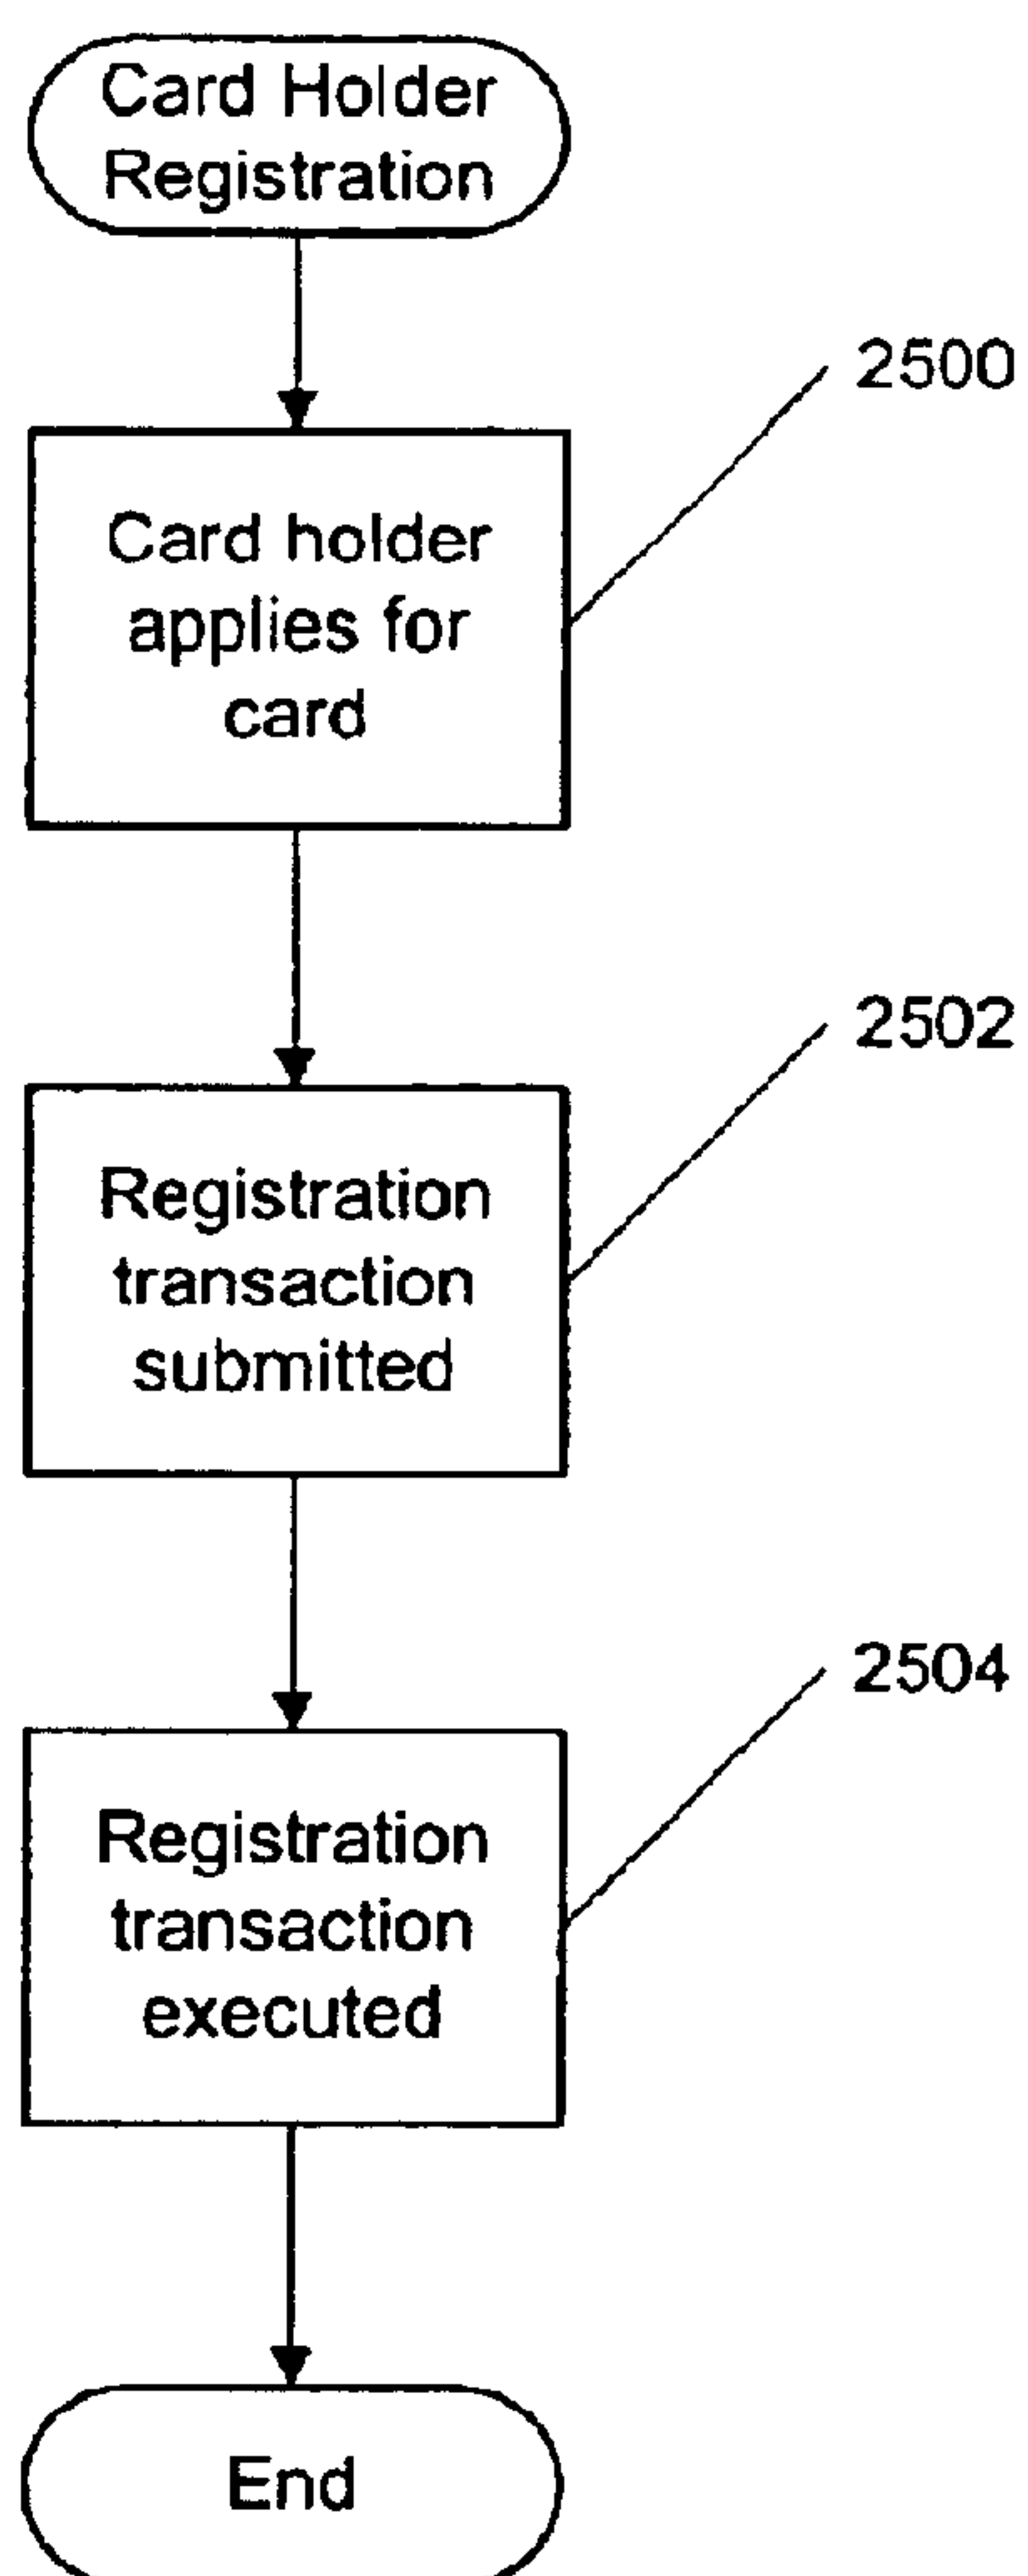 Card Holder
Registration
2500
Card holder
applies for
card
2502
Registration
transaction
submitted
2504
Registration
transaction
executed
End